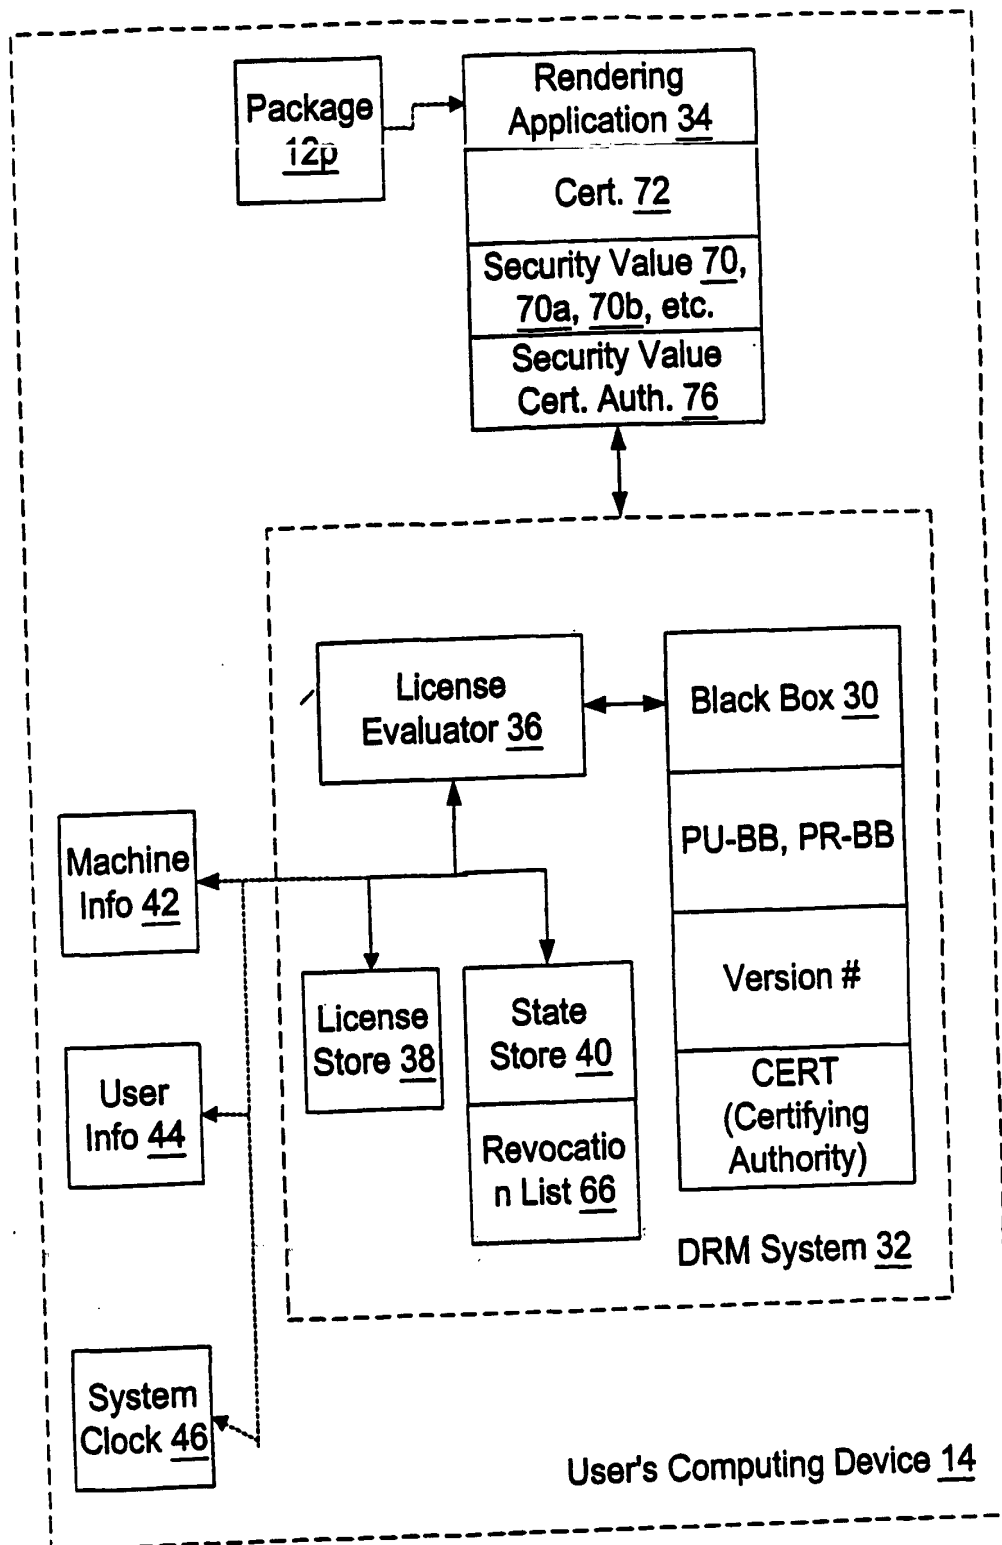 Package
12p
Rendering
Application 34
Cert. 72
Security Value 70,
70a, 70b, etc.
Security Value
Cert. Auth. 76
License
Evaluator 36
Black Box 30
PU-BB, PR-BB
Version #
CERT
(Certifying
Authority)
Machine
Info 42
License
Store 38
State
Store 40
Revocatio
n List 66
User
Info 44
DRM System 32
System
Clock 46
User's Computing Device 14